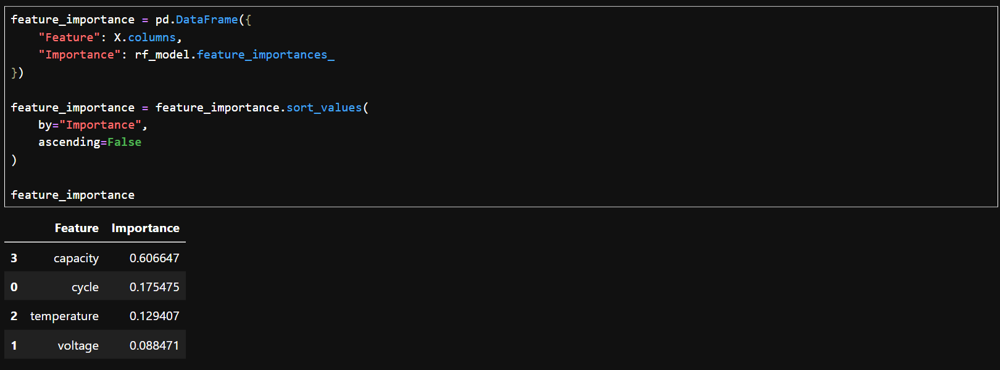 feature_importance = pd.DataFrame({
    "Feature": X.columns,
    "Importance": rf_model.feature_importances_
})

feature_importance = feature_importance.sort_values(
    by="Importance",
    ascending=False
)

feature_importance
Feature Importance
3 capacity 0.606647
0 cycle 0.175475
2 temperature 0.129407
1 voltage 0.088471